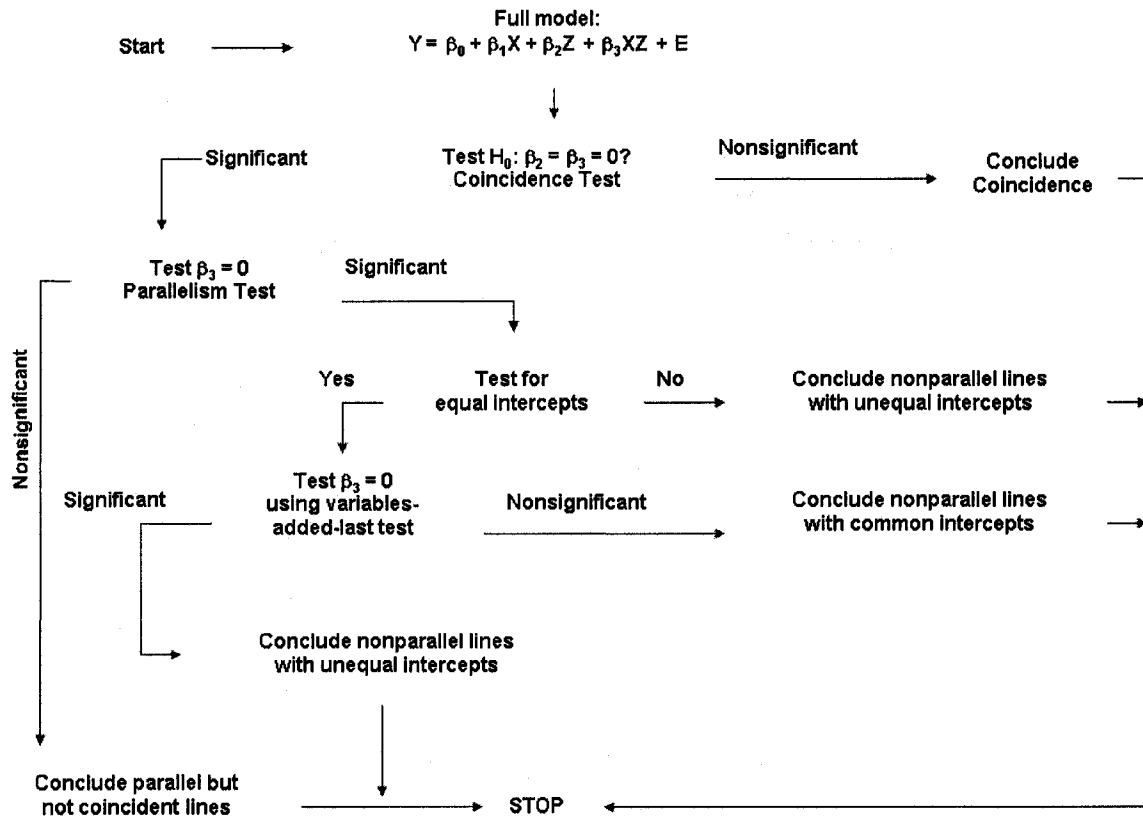 Full model:
Start
Y = β₀ + β₁X + β₂Z + β₃XZ + E
Significant
Test H₀: β₂ = β₃ = 0?
Coincidence Test
Nonsignificant
Conclude
Coincidence
Test β₃ = 0
Parallelism Test
Significant
Nonsignificant
Yes
Test for
equal intercepts
No
Conclude nonparallel lines
with unequal intercepts
Significant
Test β₃ = 0
using variables-
added-last test
Nonsignificant
Conclude nonparallel lines
with common intercepts
Conclude nonparallel lines
with unequal intercepts
Conclude parallel but
not coincident lines
STOP